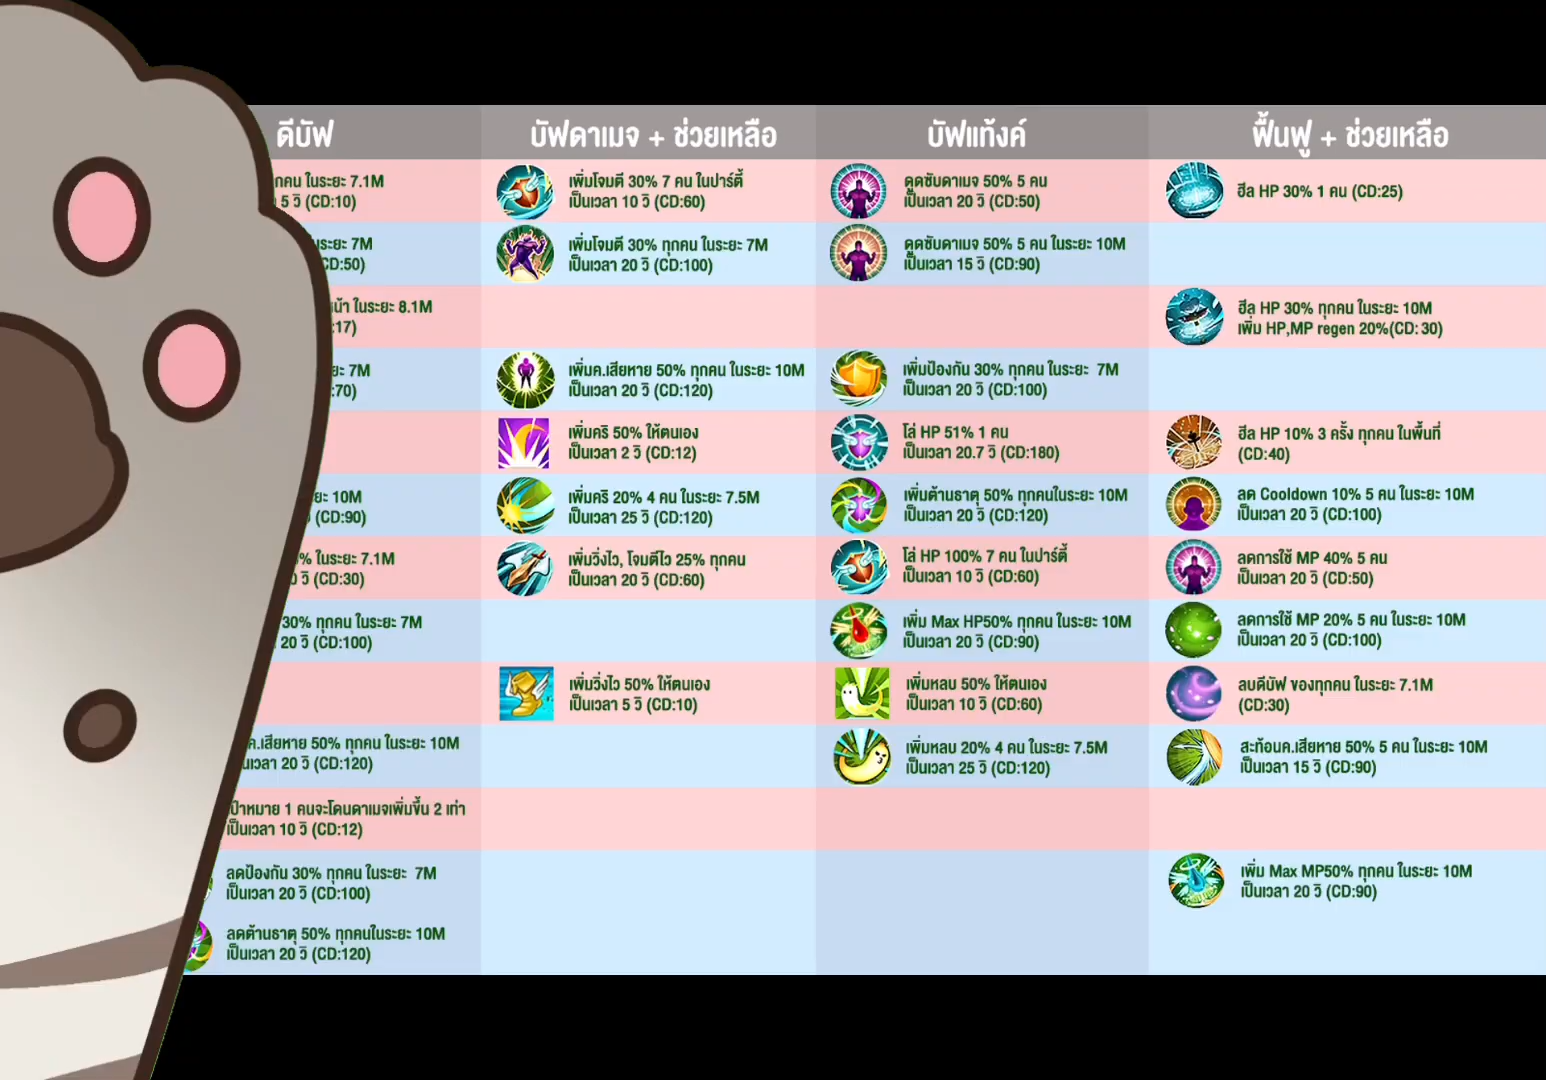 ดีบัฟ
บัฟดาเมจ + ช่วยเหลือ
บัฟแท้งค์
ฟื้นฟู + ช่วยเหลือ
ในระยะ 7.1M
5 วิ (CD:10)
เพิ่มโจมตี 30% 7 คน ในปาร์ตี้
เป็นเวลา 10 วิ (CD:60)
ดูดซับดาเมจ 50% 5 คน
เป็นเวลา 20 วิ (CD:50)
ฮีล HP 30% 1 คน (CD:25)
7M
CD:50)
เพิ่มโจมตี 30% ทุกคน ในระยะ 7M
เป็นเวลา 20 วิ (CD:100)
ดูดซับดาเมจ 50% 5 คน ในระยะ 10M
เป็นเวลา 15 วิ (CD:90)
ในระยะ 8.1M
:17)
ฮีล HP 30% ทุกคน ในระยะ 10M
เพิ่ม HP,MP regen 20%(CD: 30)
7M
:70)
เพิ่มค.เสียหาย 50% ทุกคน ในระยะ 10M
เป็นเวลา 20 วิ (CD:120)
เพิ่มป้องกัน 30% ทุกคน ในระยะ 7M
เป็นเวลา 20 วิ (CD:100)
เพิ่มคริ 50% ให้ตนเอง
เป็นเวลา 2 วิ (CD:12)
โล่ HP 51% 1 คน
เป็นเวลา 20.7 วิ (CD:180)
ฮีล HP 10% 3 ครั้ง ทุกคน ในพื้นที่
(CD:40)
10M
(CD:90)
เพิ่มคริ 20% 4 คน ในระยะ 7.5M
เป็นเวลา 25 วิ (CD:120)
เพิ่มต้านธาตุ 50% ทุกคนในระยะ 10M
เป็นเวลา 20 วิ (CD:120)
ลด Cooldown 10% 5 คน ในระยะ 10M
เป็นเวลา 20 วิ (CD:100)
% ในระยะ 7.1M
วิ (CD:30)
เพิ่มวิ่งไว, โจมตีไว 25% ทุกคน
เป็นเวลา 20 วิ (CD:60)
โล่ HP 100% 7 คน ในปาร์ตี้
เป็นเวลา 10 วิ (CD:60)
ลดการใช้ MP 40% 5 คน
เป็นเวลา 20 วิ (CD:50)
30% ทุกคน ในระยะ 7M
20 วิ (CD:100)
เพิ่ม Max HP50% ทุกคน ในระยะ 10M
เป็นเวลา 20 วิ (CD:90)
ลดการใช้ MP 20% 5 คน ในระยะ 10M
เป็นเวลา 20 วิ (CD:100)
เพิ่มวิ่งไว 50% ให้ตนเอง
เป็นเวลา 5 วิ (CD:10)
เพิ่มหลบ 50% ให้ตนเอง
เป็นเวลา 10 วิ (CD:60)
ลบดีบัฟ ของทุกคน ในระยะ 7.1M
(CD:30)
ค.เสียหาย 50% ทุกคน ในระยะ 10M
20 วิ (CD:120)
เพิ่มหลบ 20% 4 คน ในระยะ 7.5M
เป็นเวลา 25 วิ (CD:120)
สะท้อนค.เสียหาย 50% 5 คน ในระยะ 10M
เป็นเวลา 15 วิ (CD:90)
เป้าหมาย 1 คนจะโดนดาเมจเพิ่มขึ้น 2 เท่า
เป็นเวลา 10 วิ (CD:12)
ลดป้องกัน 30% ทุกคน ในระยะ 7M
เป็นเวลา 20 วิ (CD:100)
เพิ่ม Max MP50% ทุกคน ในระยะ 10M
เป็นเวลา 20 วิ (CD:90)
ลดต้านธาตุ 50% ทุกคนในระยะ 10M
เป็นเวลา 20 วิ (CD:120)